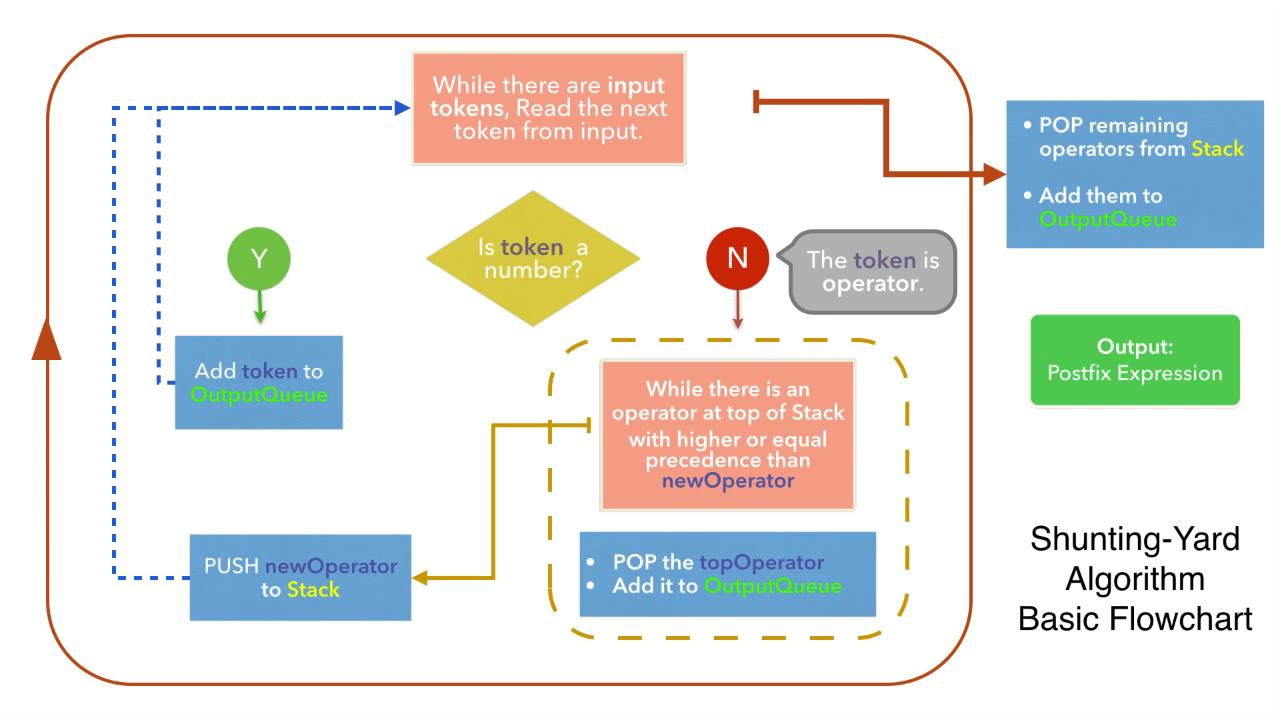 While there are input
tokens, Read the next
token from input.
• POP remaining
operators from Stack
• Add them to
OutputQueue
Is token a
number?
Y
N
The token is
operator.
Add token to
OutputQueue
While there is an
operator at top of Stack
with higher or equal
precedence than
newOperator
Output:
Postfix Expression
PUSH newOperator
to Stack
• POP the topOperator
• Add it to OutputQueue
Shunting-Yard
Algorithm
Basic Flowchart